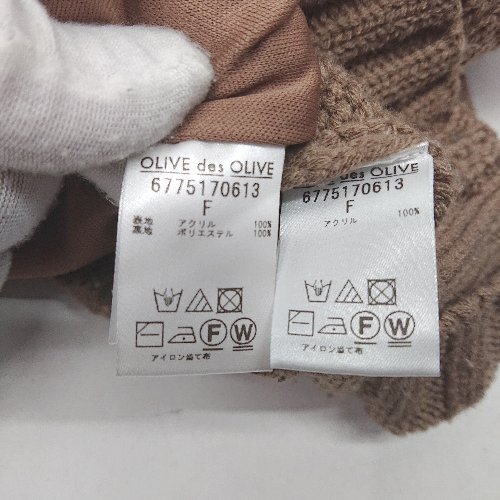 OLIVE des OLIVE
6775170613
F
表地 アクリル 100%
裏地 ポリエステル 100%
F W
アイロン当て布
OLIVE des OLIVE
6775170613
F
アクリル 100%
F W
アイロン当て布